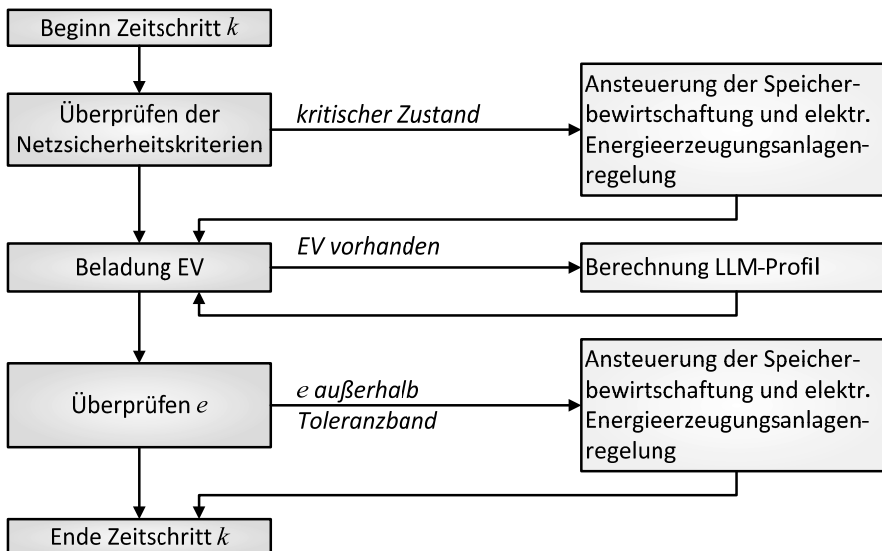 Beginn Zeitschritt k
Überprüfen der
Netzsicherheitskriterien
kritischer Zustand
Ansteuerung der Speicher-
bewirtschaftung und elektr.
Energieerzeugungsanlagen-
regelung
Beladung EV
EV vorhanden
Berechnung LLM-Profil
Überprüfen e
e außerhalb
Toleranzband
Ansteuerung der Speicher-
bewirtschaftung und elektr.
Energieerzeugungsanlagen-
regelung
Ende Zeitschritt k